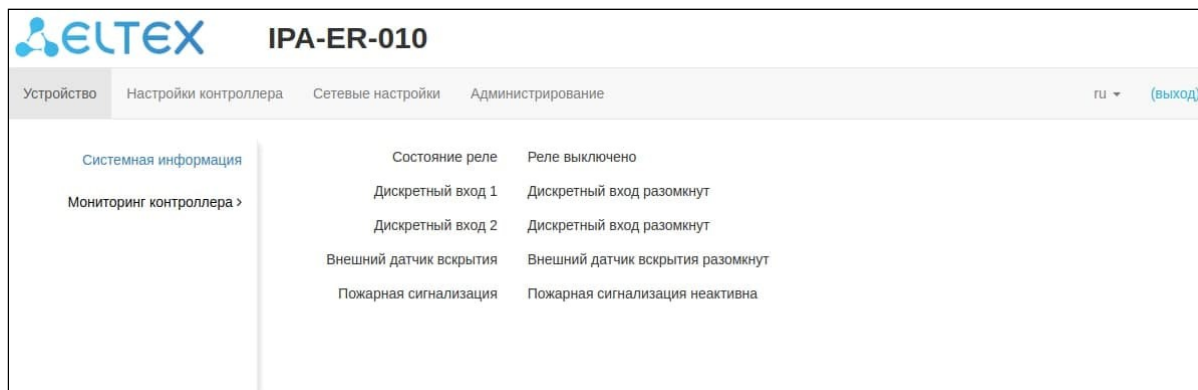 ELTEX IPA-ER-010
Устройство Настройки контроллера Сетевые настройки Администрирование ru (выход)
Системная информация
Мониторинг контроллера >
Состояние реле Реле выключено
Дискретный вход 1 Дискретный вход разомкнут
Дискретный вход 2 Дискретный вход разомкнут
Внешний датчик вскрытия Внешний датчик вскрытия разомкнут
Пожарная сигнализация Пожарная сигнализация неактивна